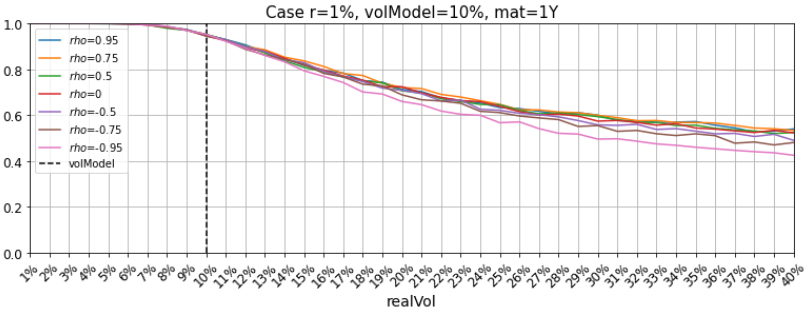 Case r=1%, volModel=10%, mat=1Y
1.0
0.8
0.6
0.4
0.2
0.0
rho=0.95
rho=0.75
rho=0.5
rho=0
rho=-0.5
rho=-0.75
rho=-0.95
volModel
1% 2% 3% 4% 5% 6% 7% 8% 9% 10% 11% 12% 13% 14% 15% 16% 17% 18% 19% 20% 21% 22% 23% 24% 25% 26% 27% 28% 29% 30% 31% 32% 33% 34% 35% 36% 37% 38% 39% 40%
realVol